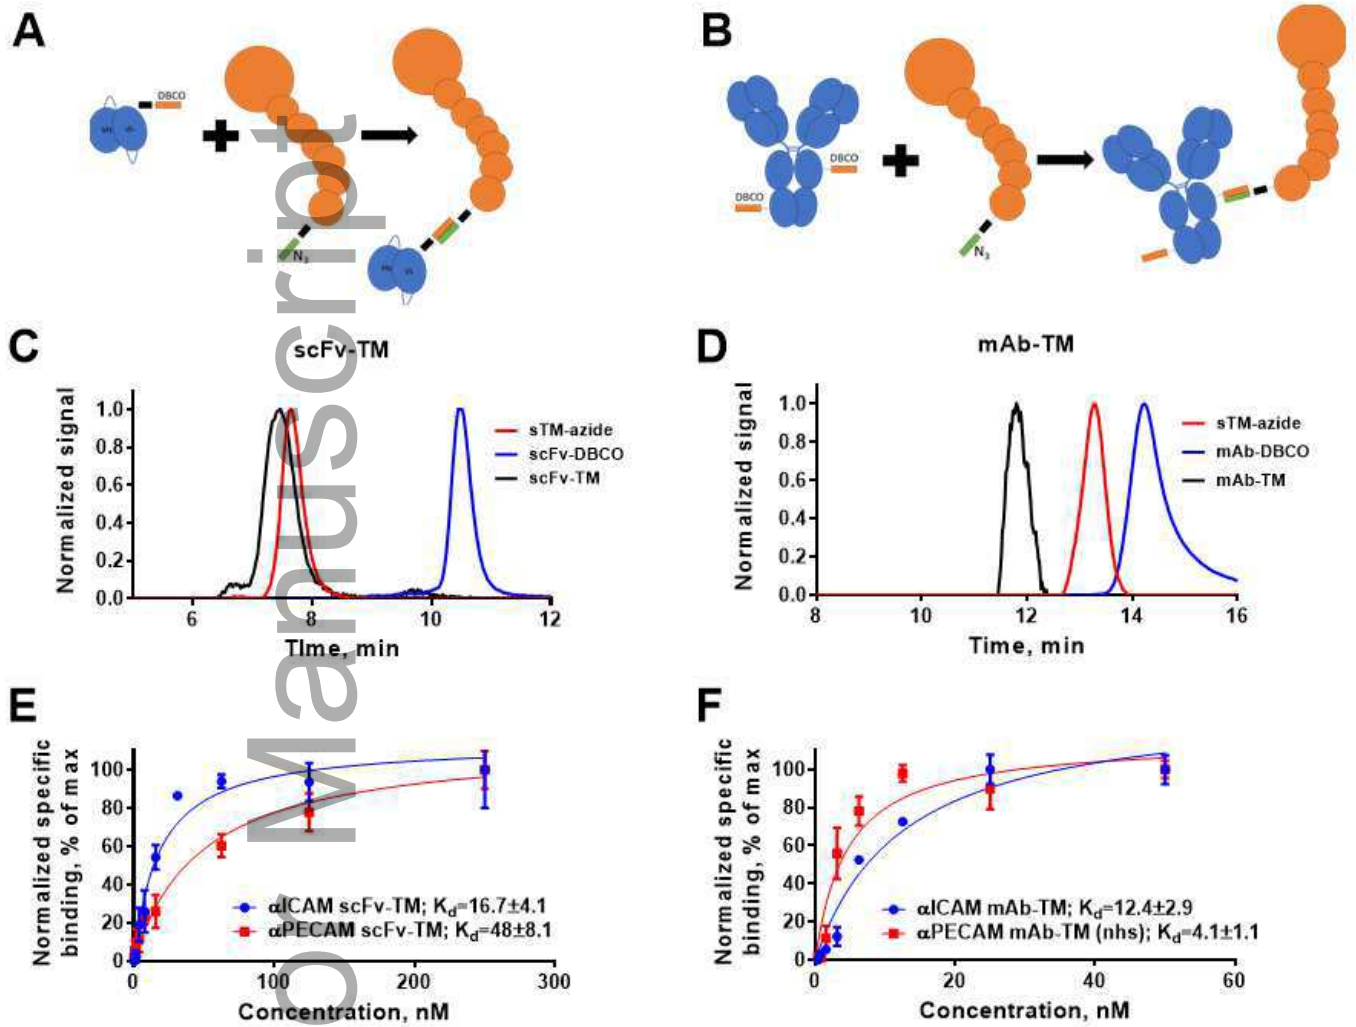 A
B
DBCO
N3
DBCO
DBCO
N3
C
scFv-TM
Normalized signal
1.0
0.8
0.6
0.4
0.2
0.0
6
8
10
12
TIme, min
sTM-azide
scFv-DBCO
scFv-TM
D
mAb-TM
Normalized signal
1.0
0.8
0.6
0.4
0.2
0.0
8
10
12
14
16
Time, min
sTM-azide
mAb-DBCO
mAb-TM
E
Normalized specific
binding, % of max
100
80
60
40
20
0
0
100
200
300
Concentration, nM
αICAM scFv-TM; Kd=16.7±4.1
αPECAM scFv-TM; Kd=48±8.1
F
Normalized specific
binding, % of max
100
80
60
40
20
0
0
20
40
60
Concentration, nM
αICAM mAb-TM; Kd=12.4±2.9
αPECAM mAb-TM (nhs); Kd=4.1±1.1
or Manuscript